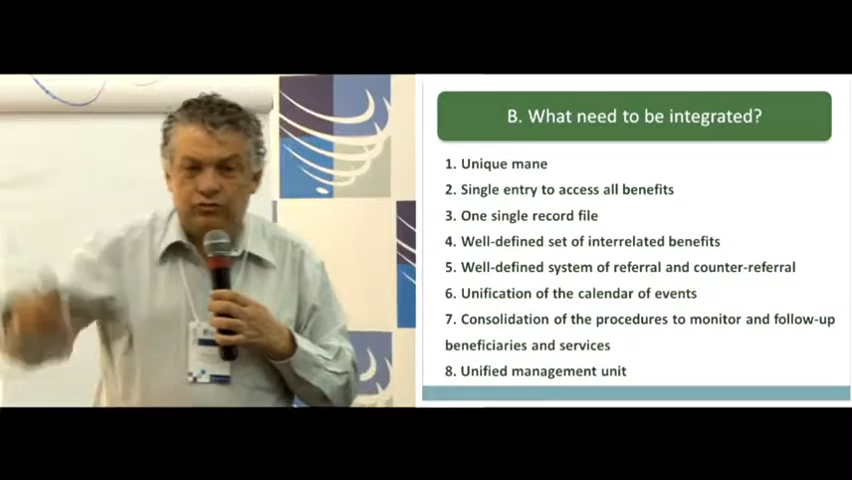 B. What need to be integrated?
1. Unique mane
2. Single entry to access all benefits
3. One single record file
4. Well-defined set of interrelated benefits
5. Well-defined system of referral and counter-referral
6. Unification of the calendar of events
7. Consolidation of the procedures to monitor and follow-up
beneficiaries and services
8. Unified management unit